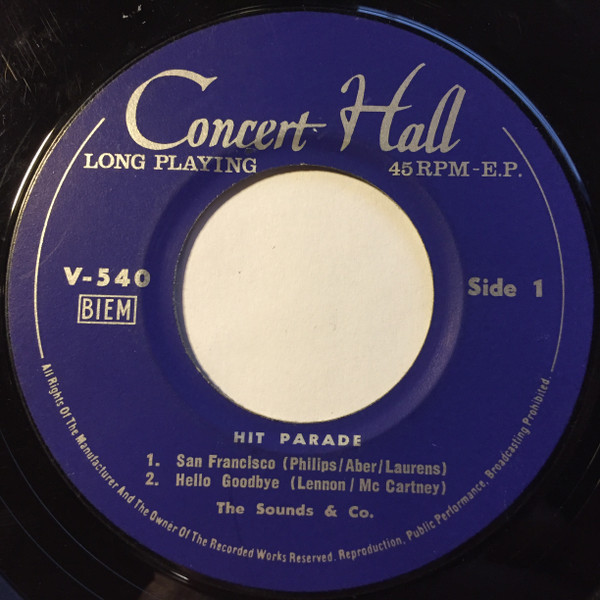 Concert Hall
LONG PLAYING 45 RPM - E.P.
V-540 Side 1
BIEM
HIT PARADE
1. San Francisco (Philips/Aber/Laurens)
2. Hello Goodbye (Lennon / Mc Cartney)
The Sounds & Co.
All Rights Of The Manufacturer And The Owner Of The Recorded Works Reserved. Reproduction, Public Performance, Broadcasting Prohibited.